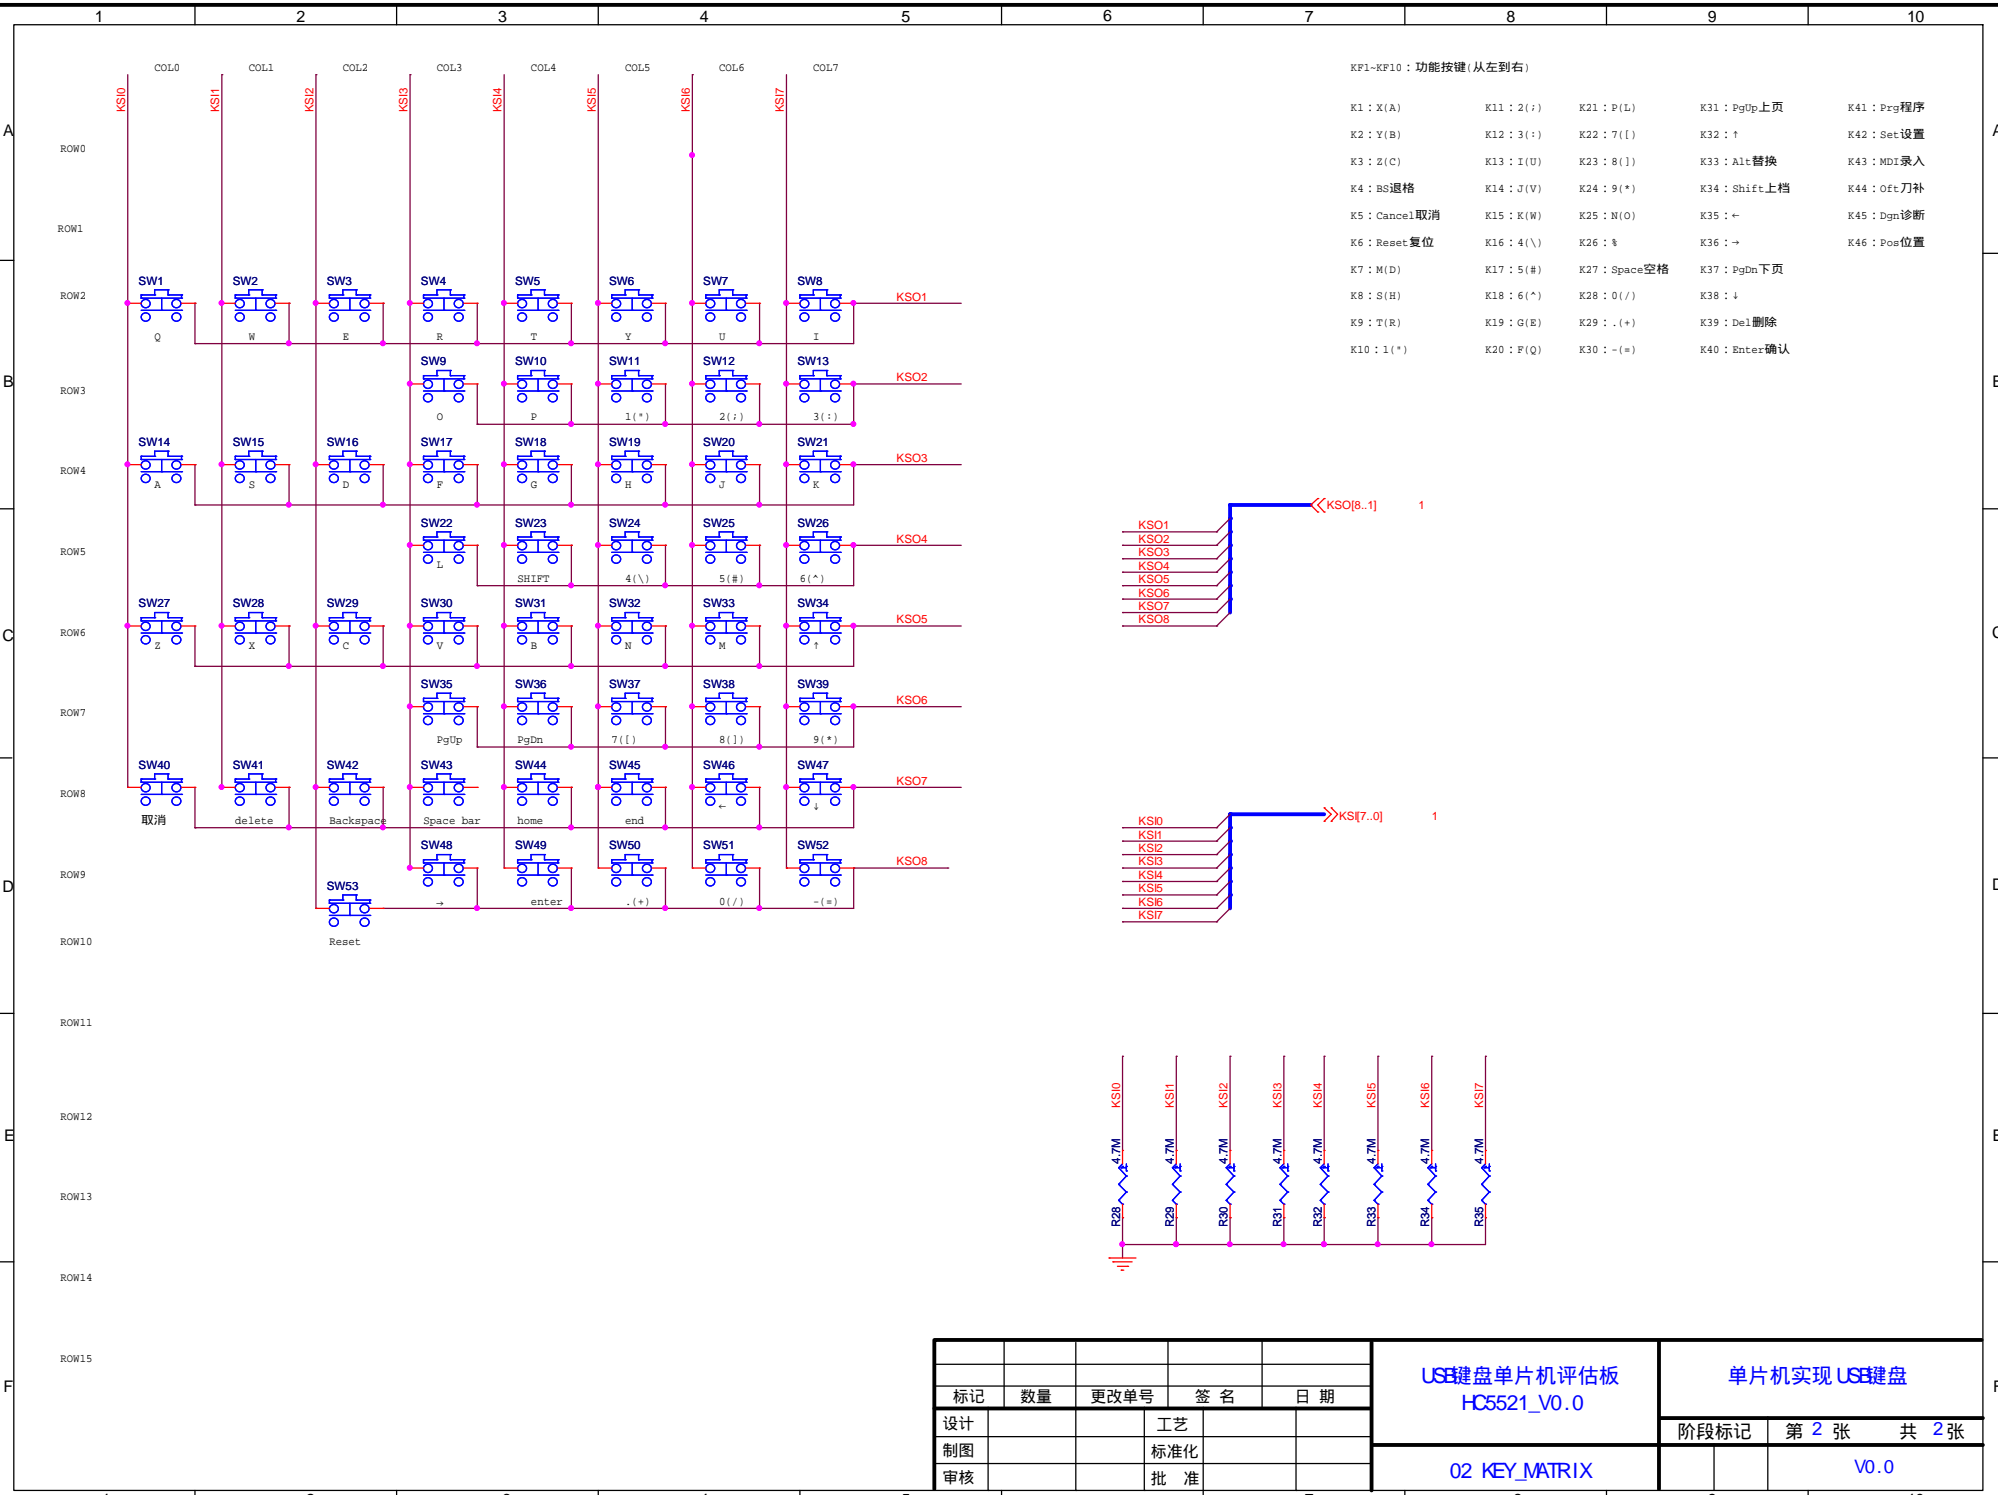 1 2 3 4 5 6 7 8 9 10
COL0 COL1 COL2 COL3 COL4 COL5 COL6 COL7
KSI0 KSI1 KSI2 KSI3 KSI4 KSI5 KSI6 KSI7
KF1~KF10：功能按键(从左到右)
K1：X(A) K11：2(;) K21：P(L) K31：PgUp上页 K41：Prg程序
K2：Y(B) K12：3(:) K22：7([) K32：↑ K42：Set设置
K3：Z(C) K13：I(U) K23：8(]) K33：Alt替换 K43：MDI录入
K4：BS退格 K14：J(V) K24：9(*) K34：Shift上档 K44：Oft刀补
K5：Cancel取消 K15：K(W) K25：N(O) K35：← K45：Dgn诊断
K6：Reset复位 K16：4(\) K26：% K36：→ K46：Pos位置
K7：M(D) K17：5(#) K27：Space空格 K37：PgDn下页
K8：S(H) K18：6(^) K28：0(/) K38：↓
K9：T(R) K19：G(E) K29：.(+) K39：Del删除
K10：1(") K20：F(Q) K30：-(=) K40：Enter确认
A
ROW0
ROW1
SW1 SW2 SW3 SW4 SW5 SW6 SW7 SW8
ROW2 KSO1
Q W E R T Y U I
SW9 SW10 SW11 SW12 SW13
B ROW3 KSO2
O P 1(") 2(;) 3(:)
SW14 SW15 SW16 SW17 SW18 SW19 SW20 SW21
ROW4 KSO3
A S D F G H J K
SW22 SW23 SW24 SW25 SW26
ROW5 KSO4
L SHIFT 4(\) 5(#) 6(^)
SW27 SW28 SW29 SW30 SW31 SW32 SW33 SW34
C ROW6 KSO5
Z X C V B N M ↑
SW35 SW36 SW37 SW38 SW39
ROW7 KSO6
PgUp PgDn 7([) 8(]) 9(*)
SW40 SW41 SW42 SW43 SW44 SW45 SW46 SW47
ROW8 KSO7
取消 delete Backspace Space bar home end ← ↓
SW48 SW49 SW50 SW51 SW52
D ROW9 KSO8
SW53
→ enter .(+) 0(/) -(=)
Reset
ROW10
ROW11
ROW12
E
ROW13
ROW14
ROW15
F
KSO[8..1] 1
KSO1
KSO2
KSO3
KSO4
KSO5
KSO6
KSO7
KSO8
KSI[7..0] 1
KSI0
KSI1
KSI2
KSI3
KSI4
KSI5
KSI6
KSI7
KSI0 KSI1 KSI2 KSI3 KSI4 KSI5 KSI6 KSI7
4.7M 4.7M 4.7M 4.7M 4.7M 4.7M 4.7M 4.7M
R28 R29 R30 R31 R32 R33 R34 R35
标记 数量 更改单号 签 名 日 期
设计 工艺
制图 标准化
审核 批 准
USB键盘单片机评估板
HC5521_V0.0
02 KEY_MATRIX
单片机实现USB键盘
阶段标记 第 2 张 共 2 张
V0.0